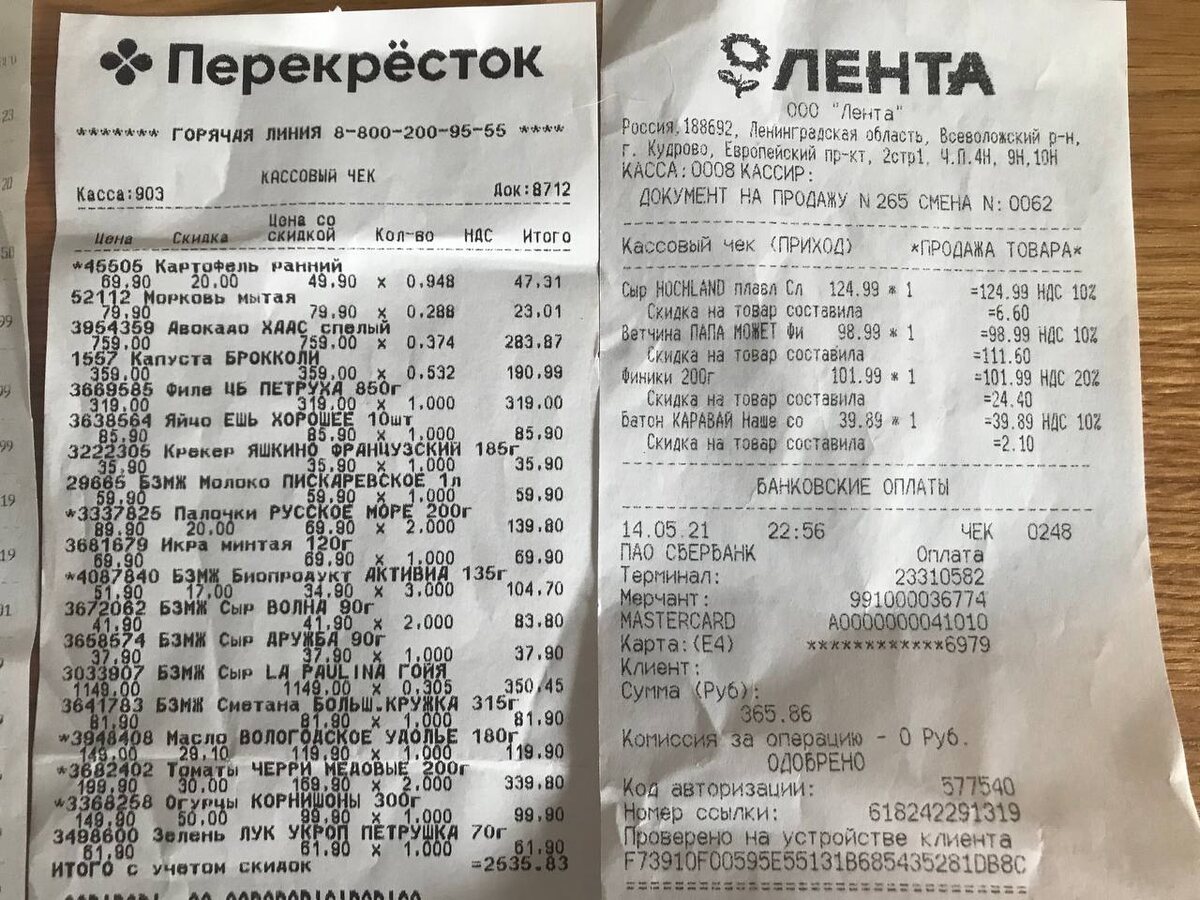 Перекрёсток
******* ГОРЯЧАЯ ЛИНИЯ 8-800-200-95-55 ****
КАССОВЫЙ ЧЕК
Касса:903 Док:8712
Цена Скидка Цена со скидкой Кол-во НДС Итого
*45505 Картофель ранний
69,90 20.00 49.90 x 0,948 47.31
52112 Морковь мытая
79,90 79.90 x 0.288 23.01
3954359 Авокадо ХААС спелый
759,00 759.00 x 0.374 283.87
1557 Капуста БРОККОЛИ
359,00 359.00 x 0.532 190.99
3669585 Филе ЦБ ПЕТРУХА 850г
319,00 319,00 x 1.000 319.00
3638564 Яйцо ЕШЬ ХОРОШЕЕ 10шт
85,90 85.90 x 1,000 85.90
3222305 Крекер ЯШКИНО ФРАНЦУЗСКИЙ 185г
35,90 35.90 x 1.000 35.90
29665 БЗМЖ Молоко ПИСКАРЕВСКОЕ 1л
59,90 59.90 x 1.000 59.90
*3337825 Палочки РУССКОЕ МОРЕ 200г
89,90 20.00 69.90 x 2.000 139.80
3681679 Икра минтая 120г
69,90 69.90 x 1,000 69.90
*4087840 БЗМЖ Биопродукт АКТИВИА 135г
51,90 17,00 34.90 x 3.000 104.70
3672062 БЗМЖ Сыр ВОЛНА 90г
41,90 41,90 x 2,000 83.80
3658574 БЗМЖ Сыр ДРУЖБА 90г
37,90 37,90 x 1.000 37.90
3033907 БЗМЖ Сыр LA PAULINA ГОЙЯ
1149,00 1149.00 x 0,305 350.45
3641783 БЗМЖ Сметана БОЛЬШ.КРУЖКА 315г
81,90 81.90 x 1.000 81.90
*3948408 Масло ВОЛОГОДСКОЕ УДОЛЬЕ 180г
149,00 29,10 119,90 x 1,000 119.90
*3682402 Томаты ЧЕРРИ МЕДОВЫЕ 200г
199,90 30.00 169,90 x 2.000 339.80
*3368258 Огурцы КОРНИШОНЫ 300г
149,90 50.00 99.90 x 1.000 99.90
3498600 Зелень ЛУК УКРОП ПЕТРУШКА 70г
61,90 61.90 x 1.000 61.90
ИТОГО с учетом скидок =2535.83
ЛЕНТА
ООО "Лента"
Россия,188692, Ленинградская область, Всеволожский р-н,
г. Кудрово, Европейский пр-кт, 2стр1, Ч.П.4Н, 9Н,10Н
КАССА:0008 КАССИР:
ДОКУМЕНТ НА ПРОДАЖУ N 265 СМЕНА N: 0062
Кассовый чек (ПРИХОД) *ПРОДАЖА ТОВАРА*
Сыр HOCHLAND плавл Сл 124.99 * 1 =124.99 НДС 10%
Скидка на товар составила =6.60
Ветчина ПАПА МОЖЕТ Фи 98.99 * 1 =98.99 НДС 10%
Скидка на товар составила =111.60
Финики 200г 101.99 * 1 =101.99 НДС 20%
Скидка на товар составила =24.40
Батон КАРАВАЙ Наше со 39.89 * 1 =39.89 НДС 10%
Скидка на товар составила =2.10
БАНКОВСКИЕ ОПЛАТЫ
14.05.21 22:56 ЧЕК 0248
ПАО СБЕРБАНК Оплата
Терминал: 23310582
Мерчант: 991000036774
MASTERCARD A0000000041010
Карта:(E4) ************6979
Клиент:
Сумма (Руб):
365.86
Комиссия за операцию - 0 Руб.
ОДОБРЕНО
Код авторизации: 577540
Номер ссылки: 618242291319
Проверено на устройстве клиента
F73910F00595E55131B685435281DB8C